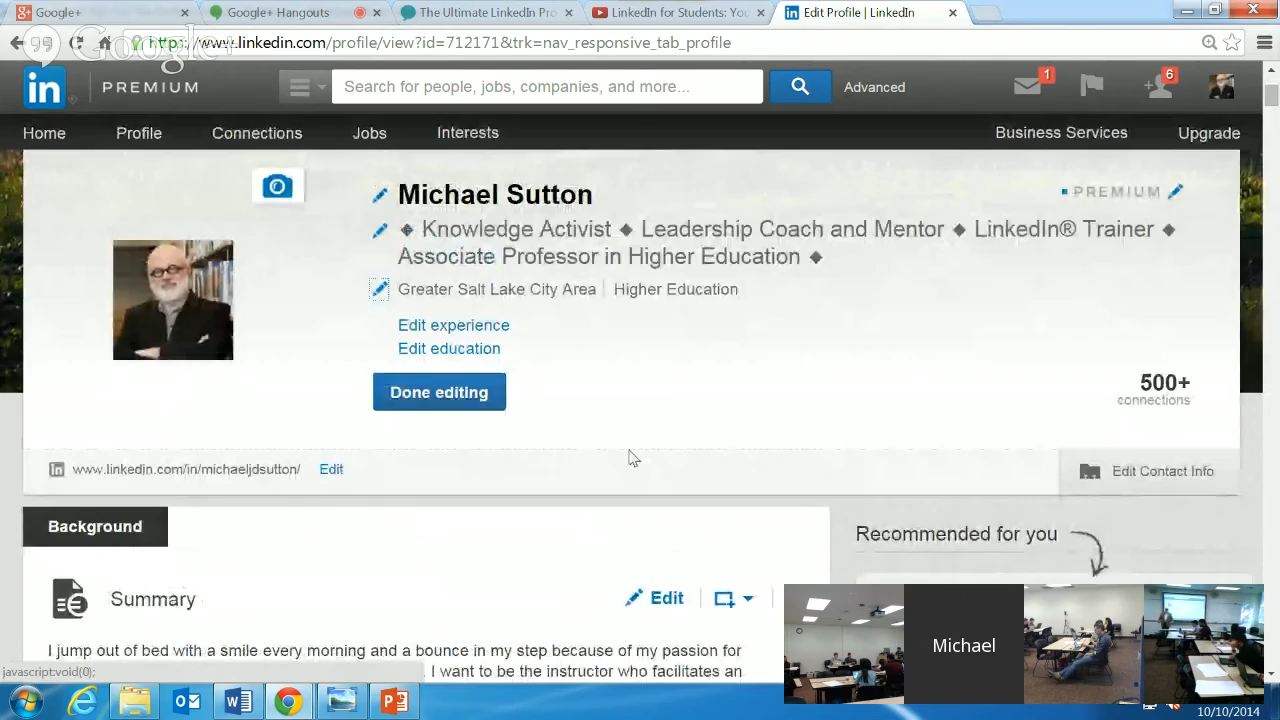 Google+
Google+ Hangouts
The Ultimate LinkedIn Pr
LinkedIn for Students: Yo
Edit Profile | LinkedIn
Google+
https://www.linkedin.com/profile/view?id=712171&trk=nav_responsive_tab_profile
in
PREMIUM
Search for people, jobs, companies, and more...
Advanced
1
6
Home
Profile
Connections
Jobs
Interests
Business Services
Upgrade
Michael Sutton
PREMIUM
◆ Knowledge Activist ◆ Leadership Coach and Mentor ◆ LinkedIn® Trainer ◆
Associate Professor in Higher Education ◆
Greater Salt Lake City Area
Higher Education
Edit experience
Edit education
Done editing
500+
connections
in
www.linkedin.com/in/michaeljdsutton/
Edit
Edit Contact Info
Background
Recommended for you
Summary
Edit
Michael
I jump out of bed with a smile every morning and a bounce in my step because of my passion for
javascript:void(0);
. I want to be the instructor who facilitates an
10/10/2014